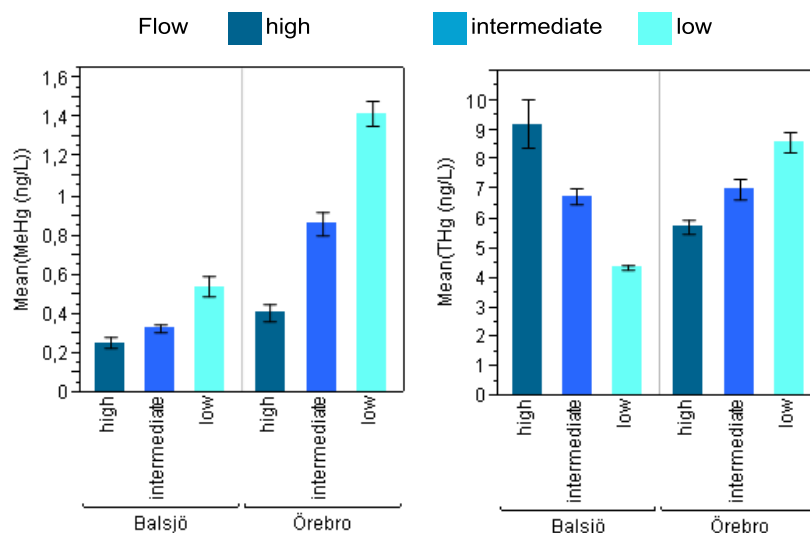 Flow high intermediate low
Mean(MeHg (ng/L))
1,6
1,4
1,2
1
0,8
0,6
0,4
0,2
0
high intermediate low high intermediate low
Balsjö Örebro
Mean(THg (ng/L))
10
9
8
7
6
5
4
3
2
1
0
high intermediate low high intermediate low
Balsjö Örebro